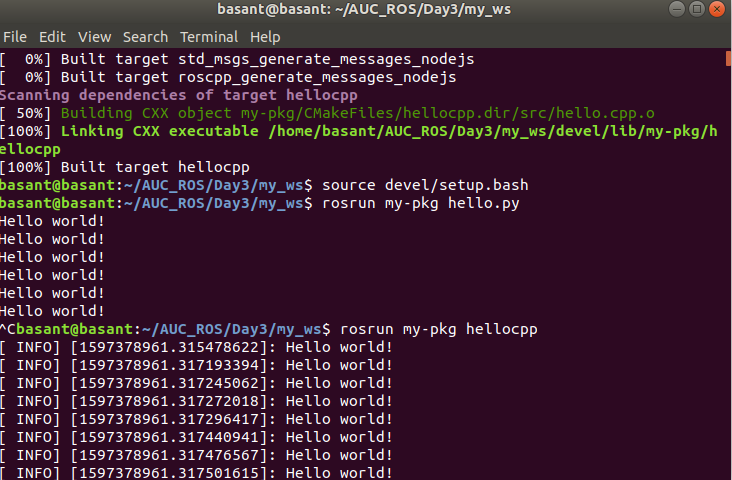 basant@basant: ~/AUC_ROS/Day3/my_ws
File Edit View Search Terminal Help
[  0%] Built target std_msgs_generate_messages_nodejs
[  0%] Built target roscpp_generate_messages_nodejs
Scanning dependencies of target hellocpp
[ 50%] Building CXX object my-pkg/CMakeFiles/hellocpp.dir/src/hello.cpp.o
[100%] Linking CXX executable /home/basant/AUC_ROS/Day3/my_ws/devel/lib/my-pkg/h
ellocpp
[100%] Built target hellocpp
basant@basant:~/AUC_ROS/Day3/my_ws$ source devel/setup.bash
basant@basant:~/AUC_ROS/Day3/my_ws$ rosrun my-pkg hello.py
Hello world!
Hello world!
Hello world!
Hello world!
Hello world!
Hello world!
^Cbasant@basant:~/AUC_ROS/Day3/my_ws$ rosrun my-pkg hellocpp
[ INFO] [1597378961.315478622]: Hello world!
[ INFO] [1597378961.317193394]: Hello world!
[ INFO] [1597378961.317245062]: Hello world!
[ INFO] [1597378961.317272018]: Hello world!
[ INFO] [1597378961.317296417]: Hello world!
[ INFO] [1597378961.317440941]: Hello world!
[ INFO] [1597378961.317476567]: Hello world!
[ INFO] [1597378961.317501615]: Hello world!